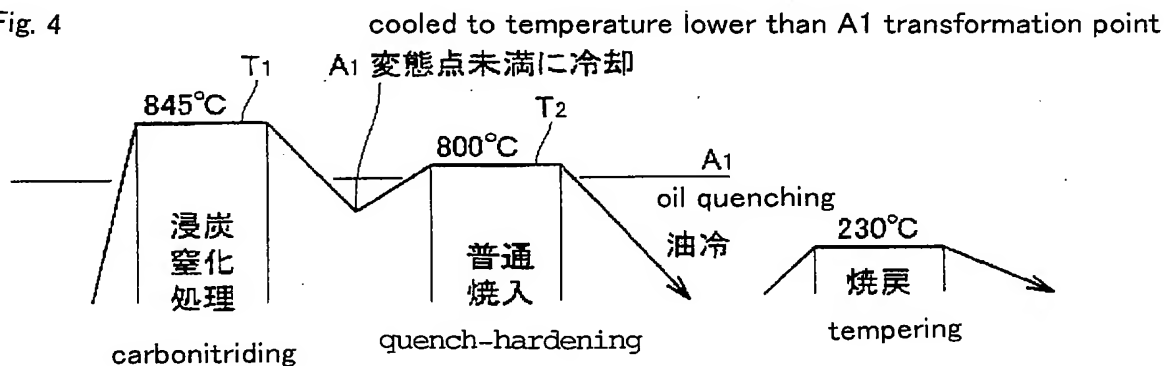 Fig. 4
cooled to temperature lower than A1 transformation point
T1
A1 変態点未満に冷却
845°C
T2
800°C
A1
oil quenching
油冷
230°C
浸炭
窒化
処理
普通
焼入
焼戻
carbonitriding
quench-hardening
tempering